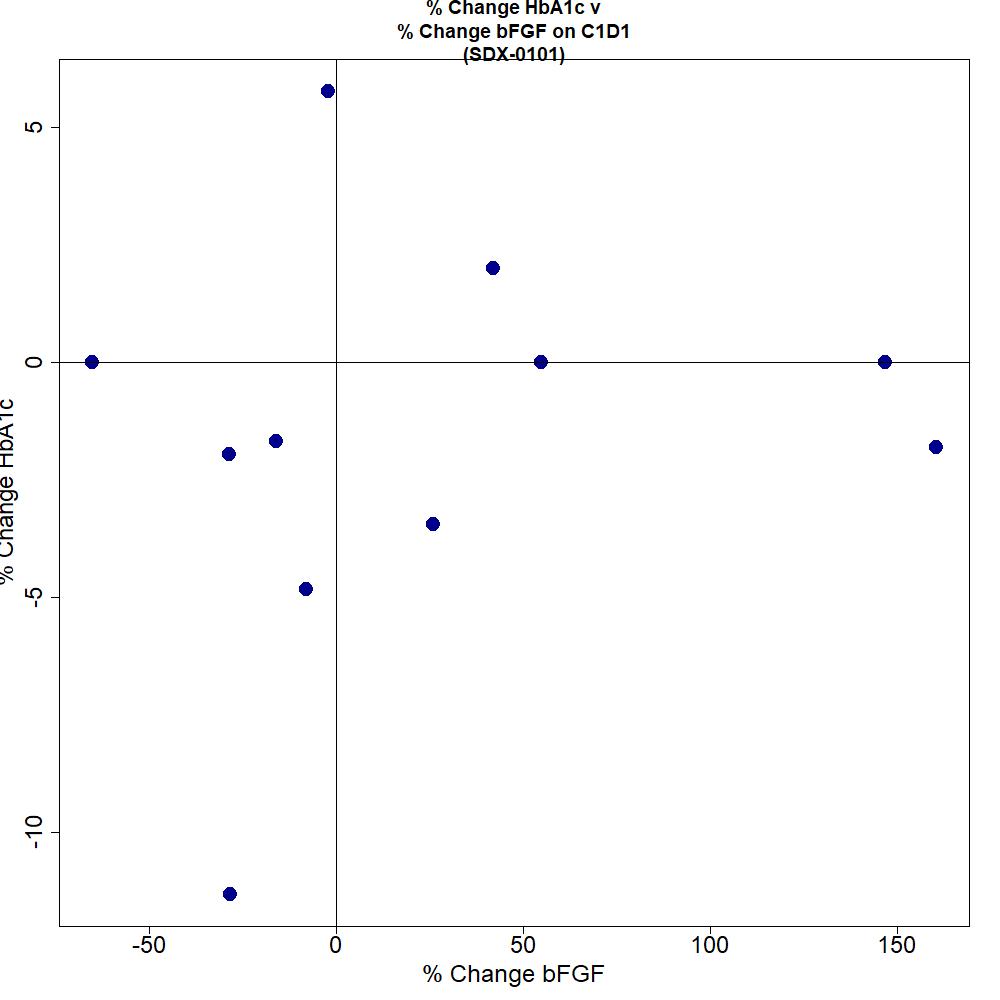 % Change HbA1c v
% Change bFGF on C1D1
(SDX-0101)
% Change HbA1c
5
0
-5
-10
-50
0
50
100
150
% Change bFGF